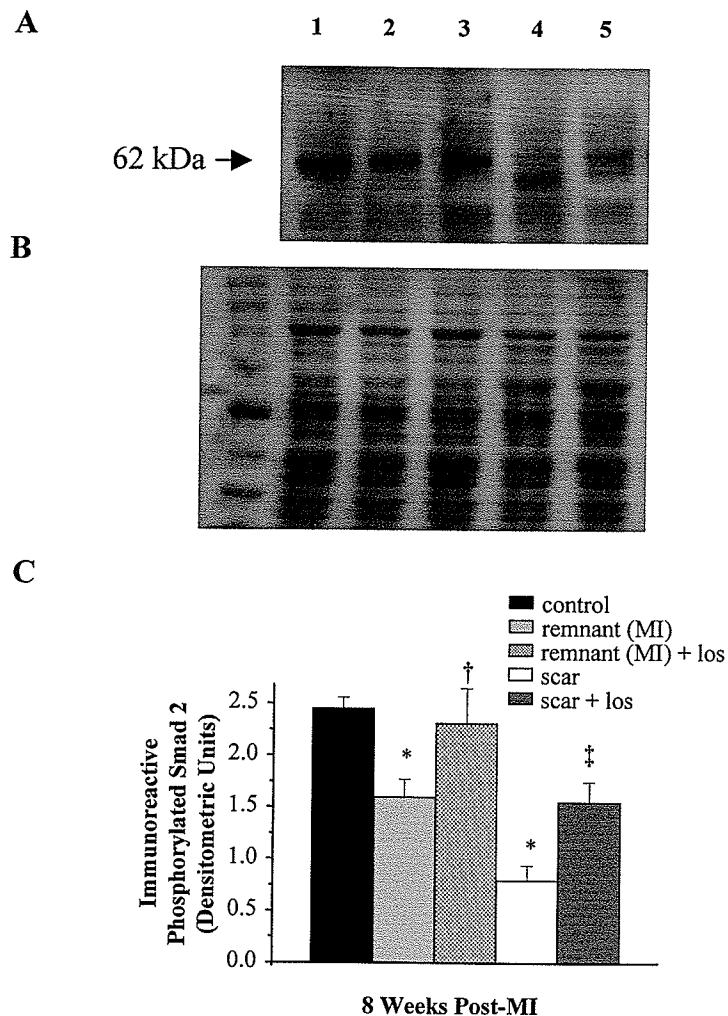 A
1 2 3 4 5
62 kDa →
B
C
control
remnant (MI)
remnant (MI) + los
scar
scar + los
†
*
‡
*
2.5
2.0
1.5
1.0
0.5
0.0
Immunoreactive
Phosphorylated Smad 2
(Densitometric Units)
8 Weeks Post-MI